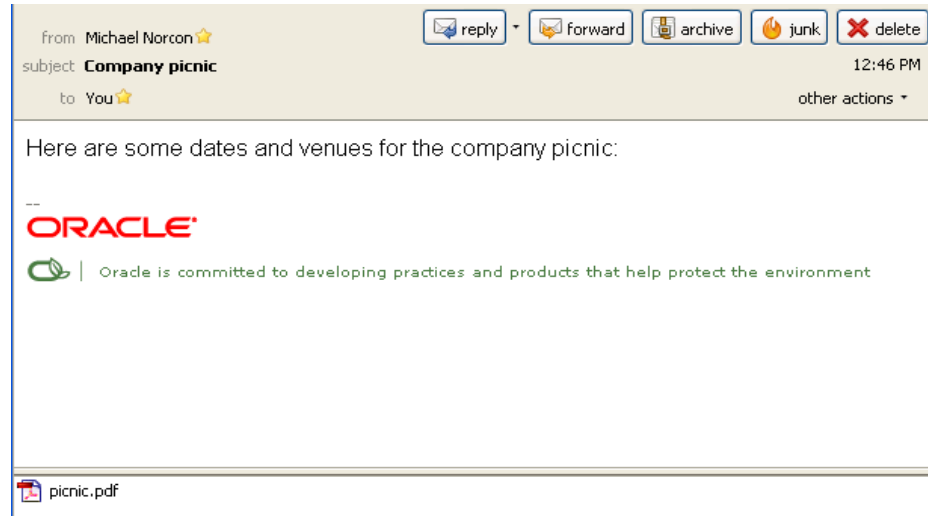 reply forward archive junk delete
from Michael Norcon
subject Company picnic 12:46 PM
to You other actions
Here are some dates and venues for the company picnic:
--
ORACLE
Oracle is committed to developing practices and products that help protect the environment
picnic.pdf